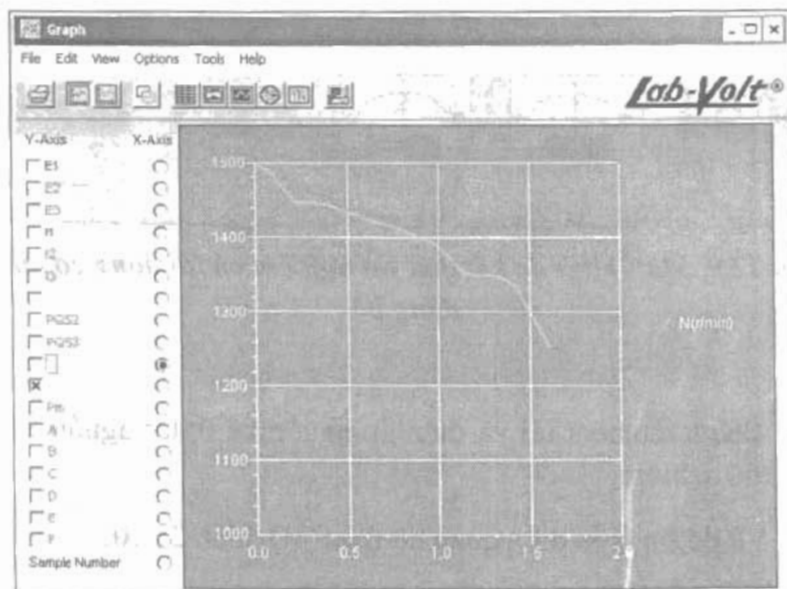 Graph
File Edit View Options Tools Help
Lab-Volt®
Y-Axis X-Axis
E1
E2
E3
I1
I2
I3
PQS2
PQS3
Pm
A
B
C
D
E
F
Sample Number
1500
1400
1300
1200
1100
1000
0.0 0.5 1.0 1.5 2.0
N(r/min)